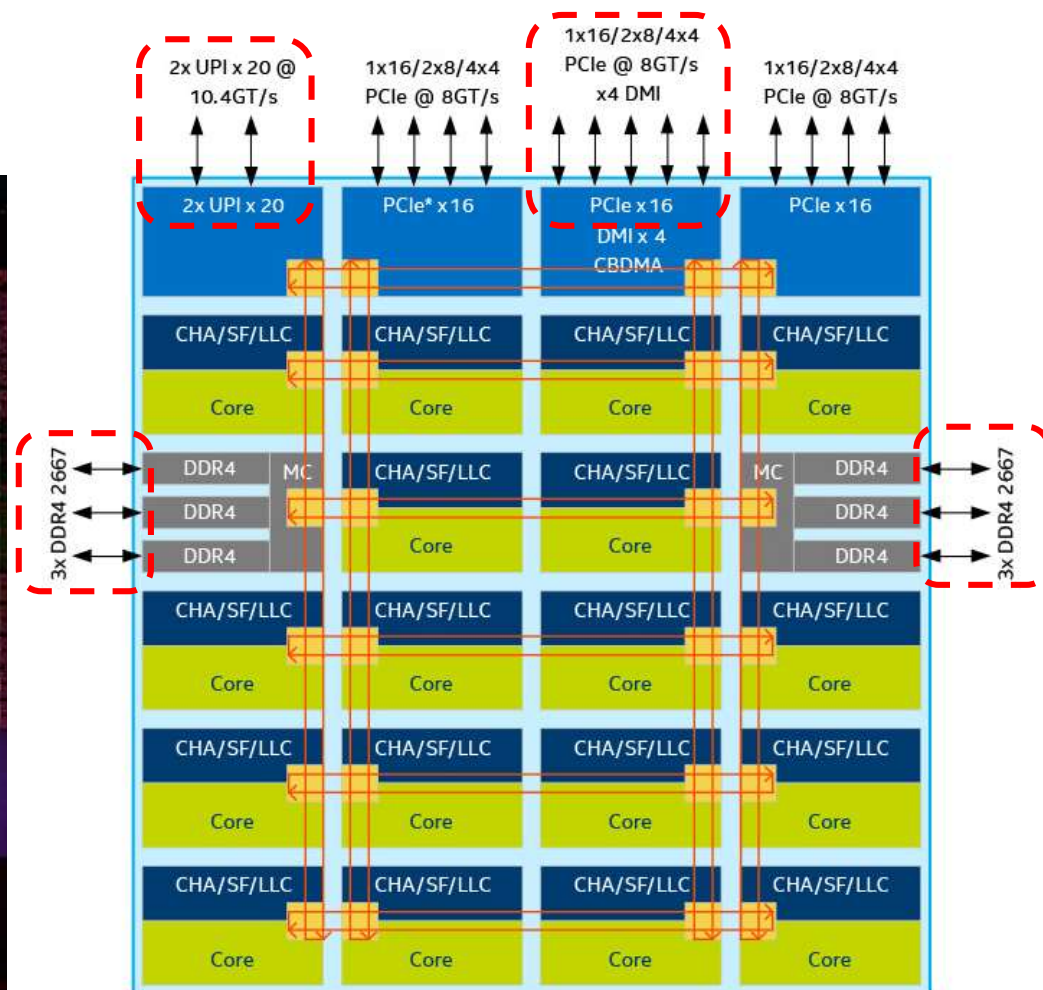 2x UPI x 20 @
10.4GT/s
1x16/2x8/4x4
PCIe @ 8GT/s
1x16/2x8/4x4
PCIe @ 8GT/s
x4 DMI
1x16/2x8/4x4
PCIe @ 8GT/s
2x UPI x 20
PCIe* x 16
PCIe x 16
DMI x 4
CBDMA
PCIe x 16
CHA/SF/LLC
CHA/SF/LLC
CHA/SF/LLC
CHA/SF/LLC
Core
Core
Core
Core
3x DDR4 2667
DDR4
DDR4
DDR4
MC
CHA/SF/LLC
CHA/SF/LLC
Core
Core
MC
DDR4
DDR4
DDR4
3x DDR4 2667
CHA/SF/LLC
CHA/SF/LLC
CHA/SF/LLC
CHA/SF/LLC
Core
Core
Core
Core
CHA/SF/LLC
CHA/SF/LLC
CHA/SF/LLC
CHA/SF/LLC
Core
Core
Core
Core
CHA/SF/LLC
CHA/SF/LLC
CHA/SF/LLC
CHA/SF/LLC
Core
Core
Core
Core